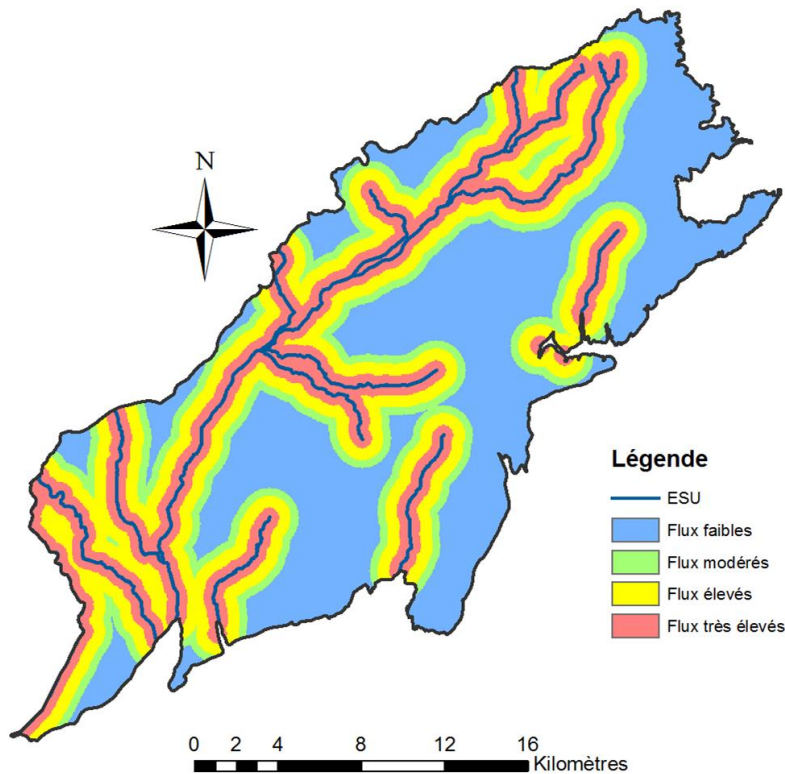 N
Légende
ESU
Flux faibles
Flux modérés
Flux élevés
Flux très élevés
0 2 4 8 12 16
Kilomètres